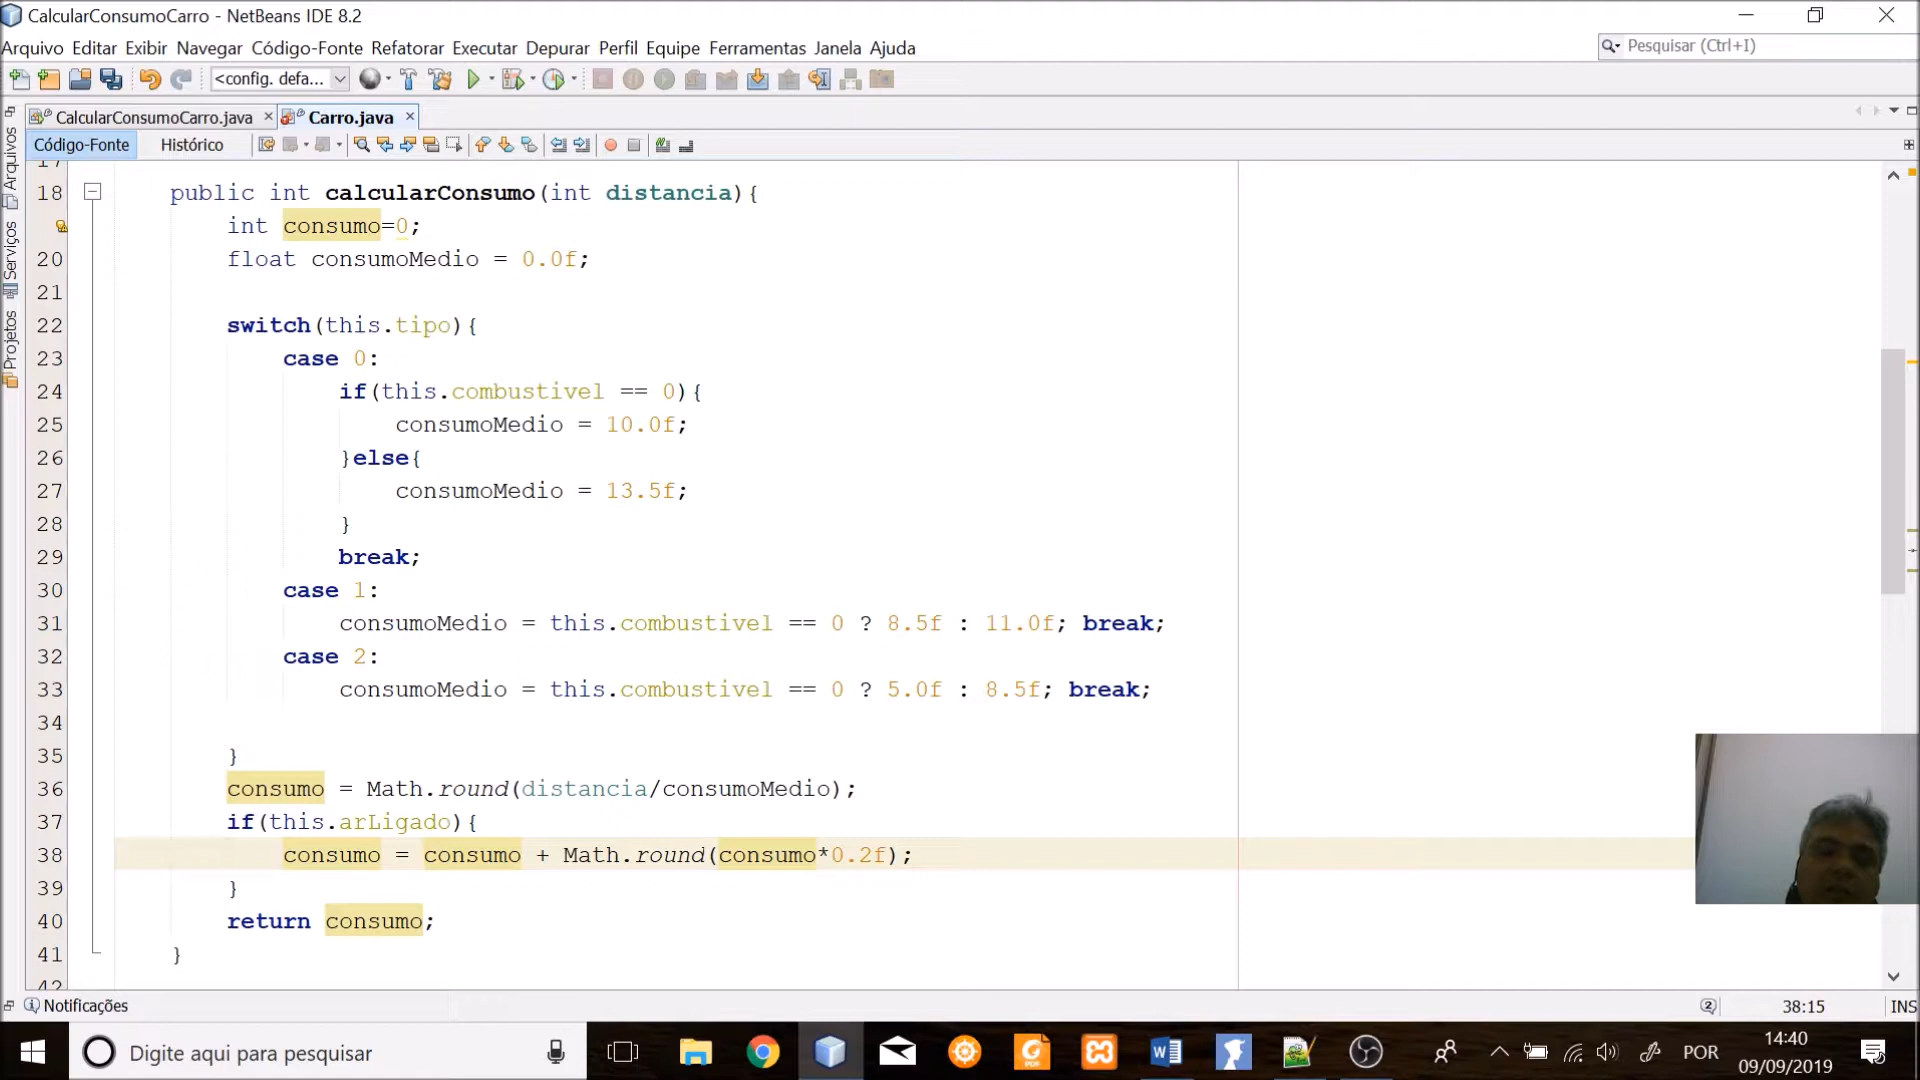 CalcularConsumoCarro - NetBeans IDE 8.2
Arquivo Editar Exibir Navegar Código-Fonte Refatorar Executar Depurar Perfil Equipe Ferramentas Janela Ajuda
Pesquisar (Ctrl+I)
<config. defa...
CalcularConsumoCarro.java
Carro.java
Código-Fonte Histórico
Arquivos
Serviços
Projetos
17
18 public int calcularConsumo(int distancia){
int consumo=0;
20 float consumoMedio = 0.0f;
21
22 switch(this.tipo){
23 case 0:
24 if(this.combustivel == 0){
25 consumoMedio = 10.0f;
26 }else{
27 consumoMedio = 13.5f;
28 }
29 break;
30 case 1:
31 consumoMedio = this.combustivel == 0 ? 8.5f : 11.0f; break;
32 case 2:
33 consumoMedio = this.combustivel == 0 ? 5.0f : 8.5f; break;
34
35 }
36 consumo = Math.round(distancia/consumoMedio);
37 if(this.arLigado){
38 consumo = consumo + Math.round(consumo*0.2f);
39 }
40 return consumo;
41 }
42
Notificações
2
38:15
INS
Digite aqui para pesquisar
POR
14:40
09/09/2019